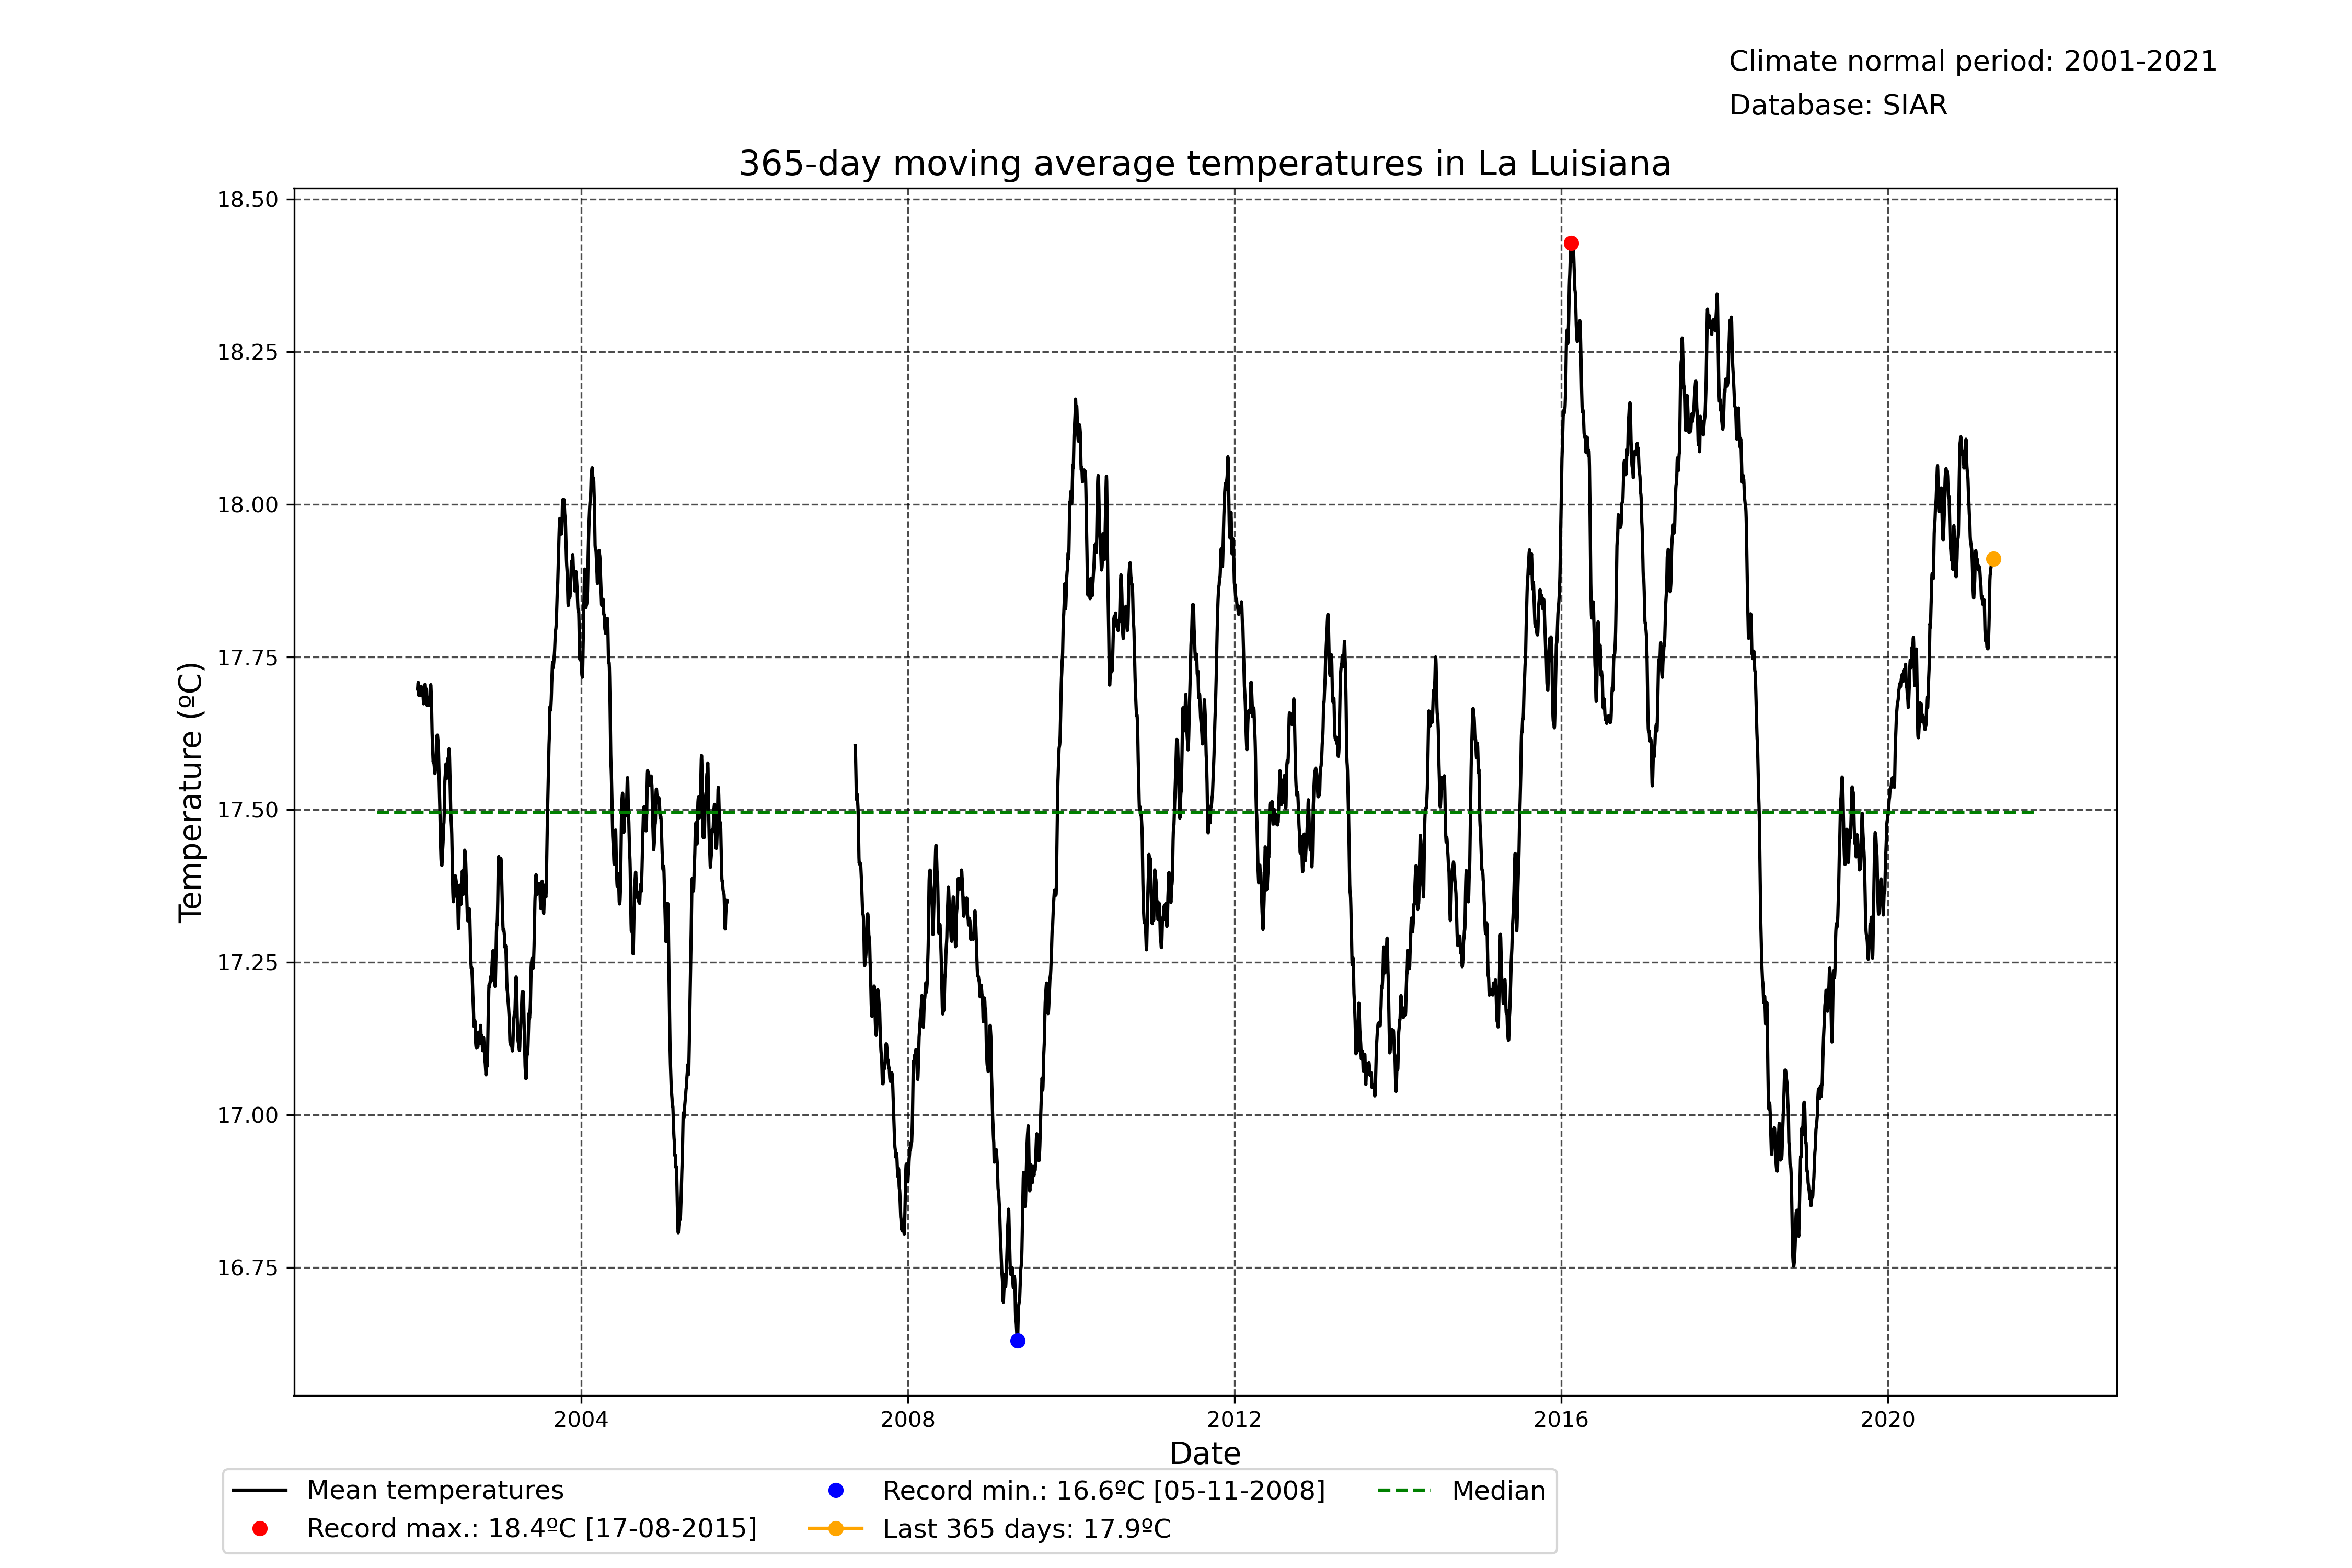 Climate normal period: 2001-2021
Database: SIAR
365-day moving average temperatures in La Luisiana
18.50
18.25
18.00
17.75
17.50
17.25
17.00
16.75
Temperature (ºC)
2004 2008 2012 2016 2020
Date
Mean temperatures
Record max.: 18.4ºC [17-08-2015]
Record min.: 16.6ºC [05-11-2008]
Last 365 days: 17.9ºC
Median